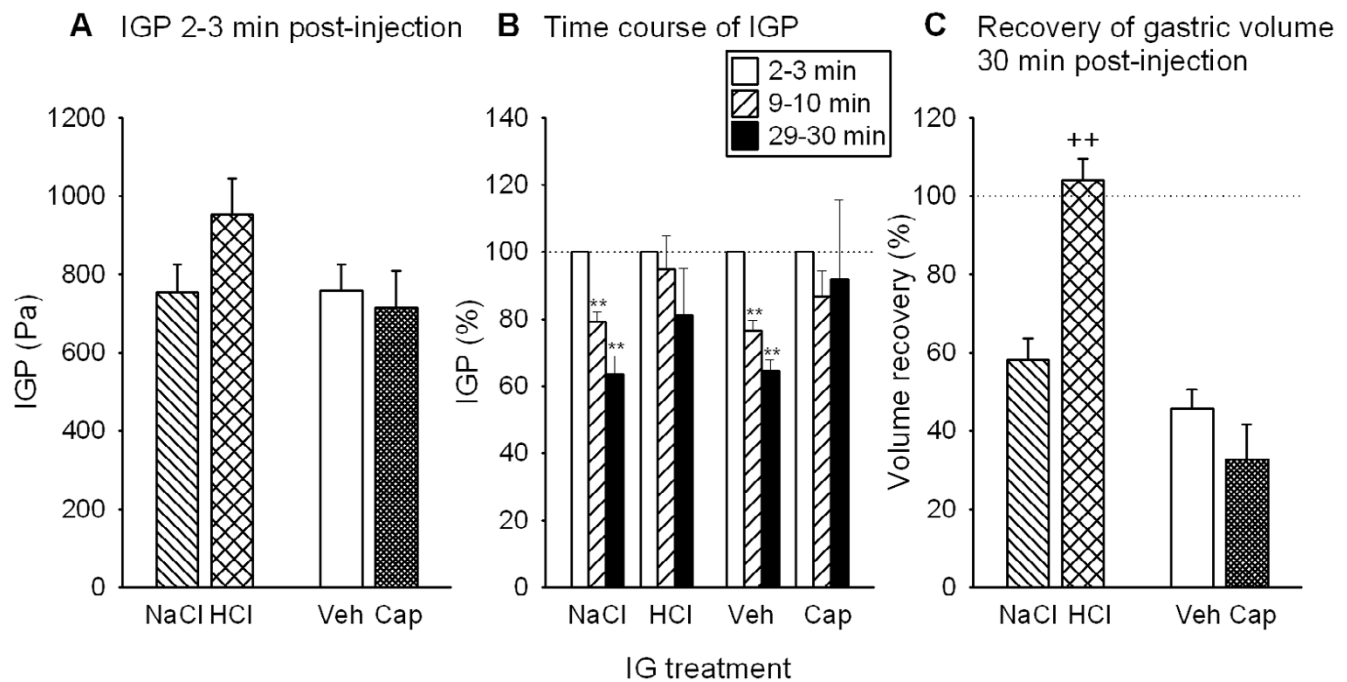 A IGP 2-3 min post-injection
IGP (Pa)
1200
1000
800
600
400
200
0
NaCl HCl Veh Cap
B Time course of IGP
2-3 min
9-10 min
29-30 min
IGP (%)
140
120
100
80
60
40
20
0
**
**
**
**
NaCl HCl Veh Cap
IG treatment
C Recovery of gastric volume
30 min post-injection
Volume recovery (%)
120
100
80
60
40
20
0
++
NaCl HCl Veh Cap